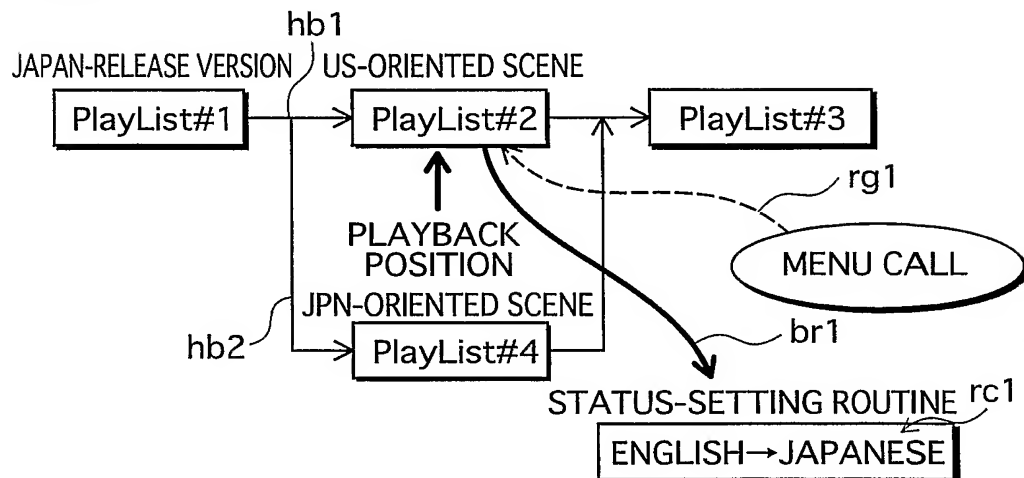 hb1
JAPAN-RELEASE VERSION US-ORIENTED SCENE
PlayList#1 PlayList#2 PlayList#3
rg1
PLAYBACK
POSITION
MENU CALL
JPN-ORIENTED SCENE
hb2
PlayList#4
br1
STATUS-SETTING ROUTINE rc1
ENGLISH→JAPANESE